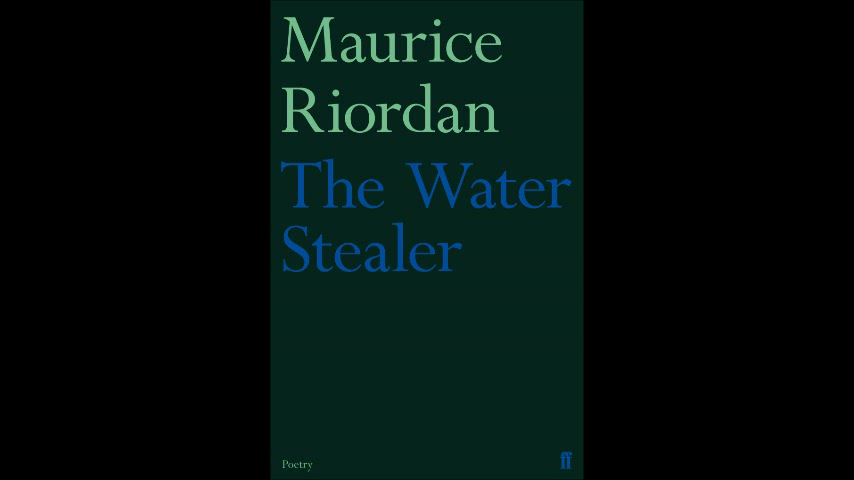 Maurice
Riordan
The Water
Stealer
Poetry
ff